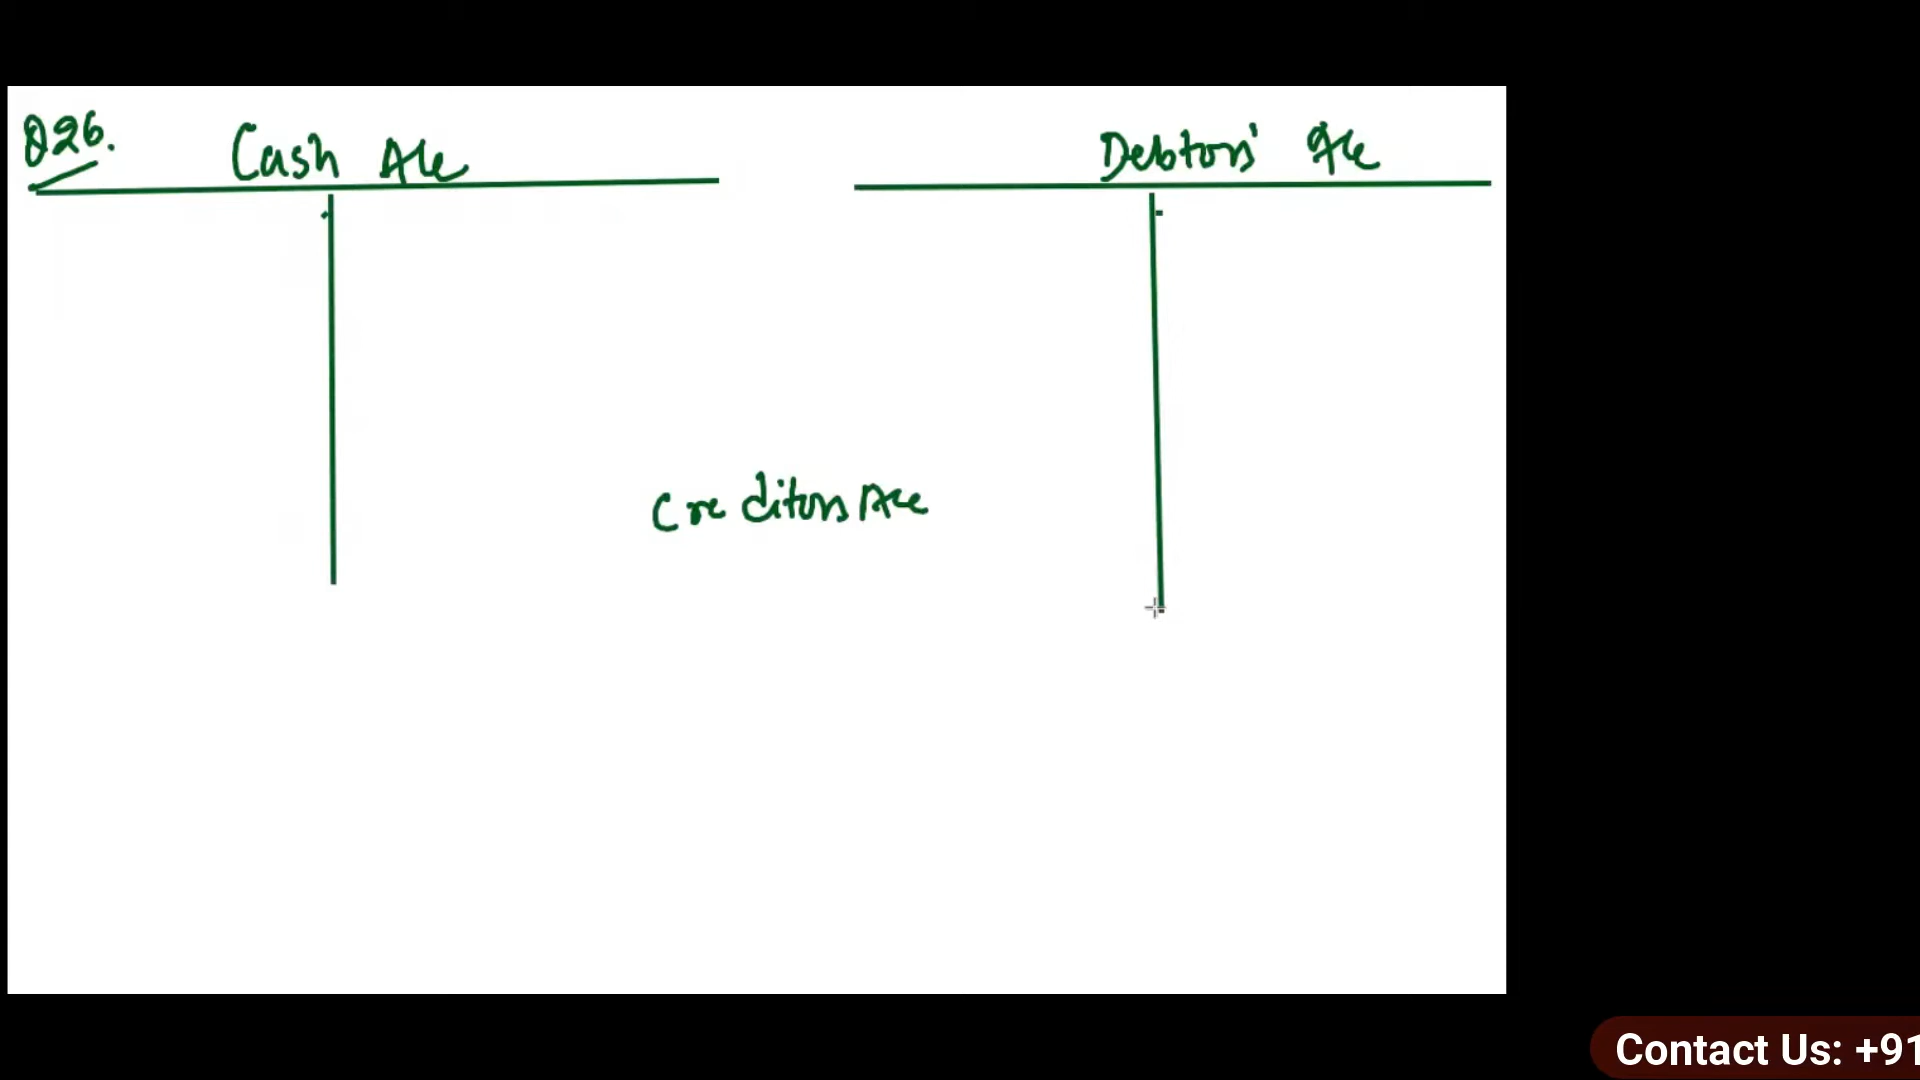 Q26.
Cash A/c
Debtors' A/c
Creditors A/c
Contact Us: +91